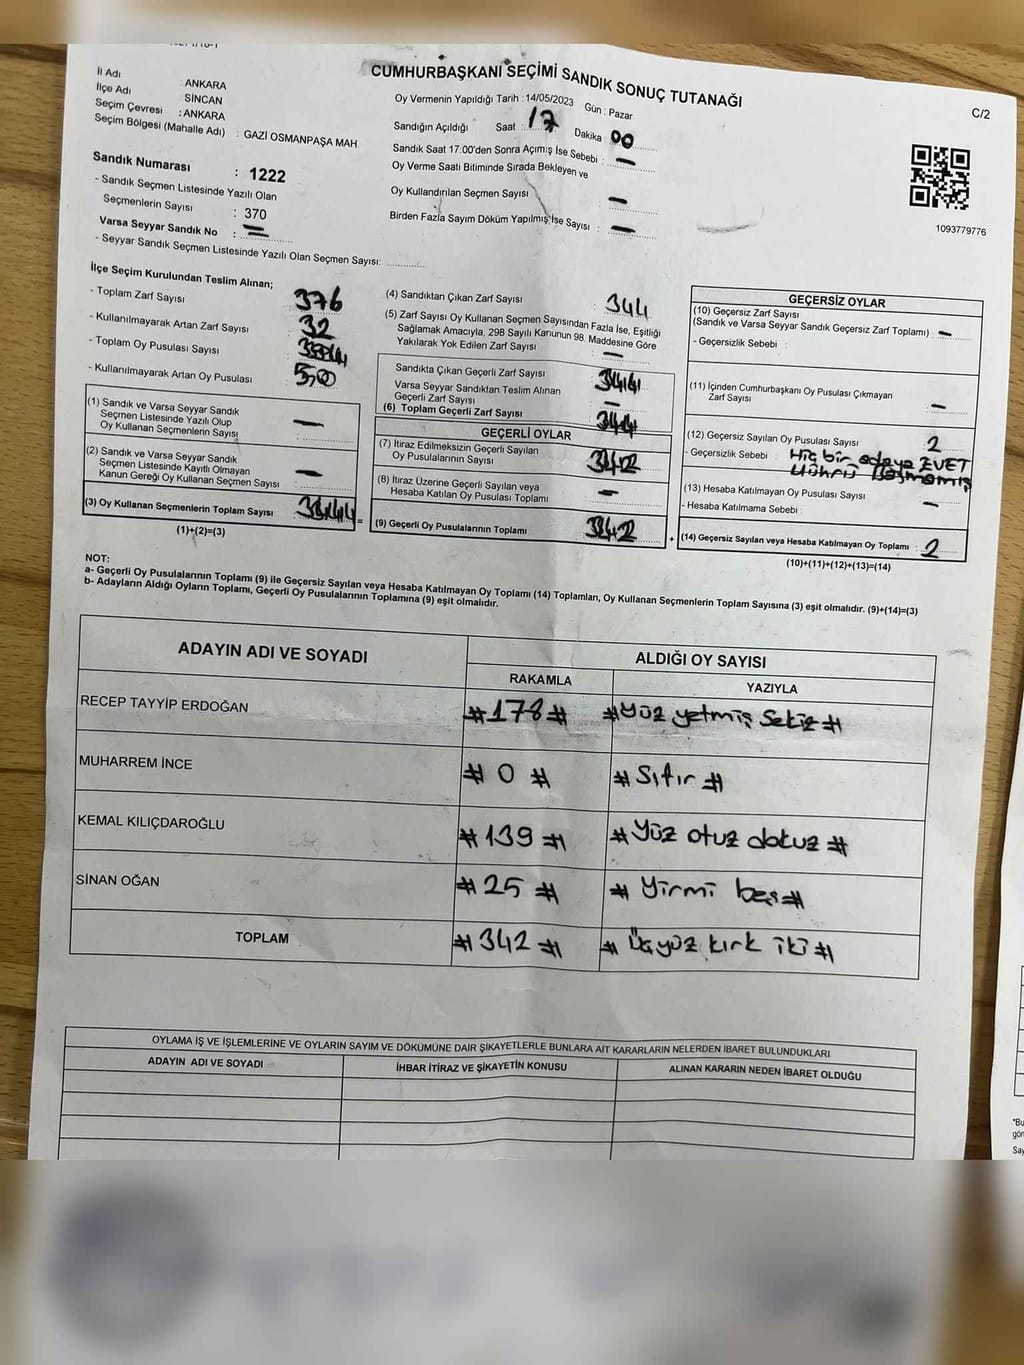 CUMHURBAŞKANI SEÇİMİ SANDIK SONUÇ TUTANAĞI
C/2
İl Adı : ANKARA
İlçe Adı : SİNCAN
Seçim Çevresi : ANKARA
Seçim Bölgesi (Mahalle Adı) : GAZİ OSMANPAŞA MAH.
Sandık Numarası : 1222
- Sandık Seçmen Listesinde Yazılı Olan
Seçmenlerin Sayısı : 370
Varsa Seyyar Sandık No :
- Seyyar Sandık Seçmen Listesinde Yazılı Olan Seçmen Sayısı:
Oy Vermenin Yapıldığı Tarih : 14/05/2023 Gün : Pazar
Sandığın Açıldığı Saat : 17 Dakika : 00
Sandık Saat 17:00'den Sonra Açımış İse Sebebi : –
Oy Verme Saati Bitiminde Sırada Bekleyen ve
Oy Kullandırılan Seçmen Sayısı : –
Birden Fazla Sayım Döküm Yapılmış İse Sayısı : –
1093779776
İlçe Seçim Kurulundan Teslim Alınan;
- Toplam Zarf Sayısı : 376
- Kullanılmayarak Artan Zarf Sayısı : 32
- Toplam Oy Pusulası Sayısı :
- Kullanılmayarak Artan Oy Pusulası :
(1) Sandık ve Varsa Seyyar Sandık
Seçmen Listesinde Yazılı Olup
Oy Kullanan Seçmenlerin Sayısı : –
(2) Sandık ve Varsa Seyyar Sandık
Seçmen Listesinde Kayıtlı Olmayan
Kanun Gereği Oy Kullanan Seçmen Sayısı : –
(3) Oy Kullanan Seçmenlerin Toplam Sayısı : 344 =
(1)+(2)=(3)
(4) Sandıktan Çıkan Zarf Sayısı : 344
(5) Zarf Sayısı Oy Kullanan Seçmen Sayısından Fazla İse, Eşitliği
Sağlamak Amacıyla, 298 Sayılı Kanunun 98. Maddesine Göre
Yakılarak Yok Edilen Zarf Sayısı : –
Sandıkta Çıkan Geçerli Zarf Sayısı : 344
Varsa Seyyar Sandıktan Teslim Alınan
Geçerli Zarf Sayısı : –
(6) Toplam Geçerli Zarf Sayısı : 344
GEÇERLİ OYLAR
(7) İtiraz Edilmeksizin Geçerli Sayılan
Oy Pusulalarının Sayısı : 342
(8) İtiraz Üzerine Geçerli Sayılan veya
Hesaba Katılan Oy Pusulası Toplamı : –
(9) Geçerli Oy Pusulalarının Toplamı : 342 +
GEÇERSİZ OYLAR
(10) Geçersiz Zarf Sayısı
(Sandık ve Varsa Seyyar Sandık Geçersiz Zarf Toplamı) : –
- Geçersizlik Sebebi :
(11) İçinden Cumhurbaşkanı Oy Pusulası Çıkmayan
Zarf Sayısı : –
(12) Geçersiz Sayılan Oy Pusulası Sayısı : 2
- Geçersizlik Sebebi : Hiç bir adaya EVET
Mührü Basmamış
(13) Hesaba Katılmayan Oy Pusulası Sayısı : –
- Hesaba Katılmama Sebebi :
(14) Geçersiz Sayılan veya Hesaba Katılmayan Oy Toplamı : 2
(10)+(11)+(12)+(13)=(14)
NOT:
a- Geçerli Oy Pusulalarının Toplamı (9) ile Geçersiz Sayılan veya Hesaba Katılmayan Oy Toplamı (14) Toplamları, Oy Kullanan Seçmenlerin Toplam Sayısına (3) eşit olmalıdır. (9)+(14)=(3)
b- Adayların Aldığı Oyların Toplamı, Geçerli Oy Pusulalarının Toplamına (9) eşit olmalıdır.
ADAYIN ADI VE SOYADI ALDIĞI OY SAYISI
RAKAMLA YAZIYLA
RECEP TAYYİP ERDOĞAN #178# #Yüz yetmiş sekiz#
MUHARREM İNCE # 0 # # Sıfır #
KEMAL KILIÇDAROĞLU # 139 # # Yüz otuz dokuz #
SİNAN OĞAN # 25 # # Yirmi beş #
TOPLAM # 342 # # Üçyüz kırk iki #
OYLAMA İŞ VE İŞLEMLERİNE VE OYLARIN SAYIM VE DÖKÜMÜNE DAİR ŞİKAYETLERLE BUNLARA AİT KARARLARIN NELERDEN İBARET BULUNDUKLARI
ADAYIN ADI VE SOYADI İHBAR İTİRAZ VE ŞİKAYETİN KONUSU ALINAN KARARIN NEDEN İBARET OLDUĞU